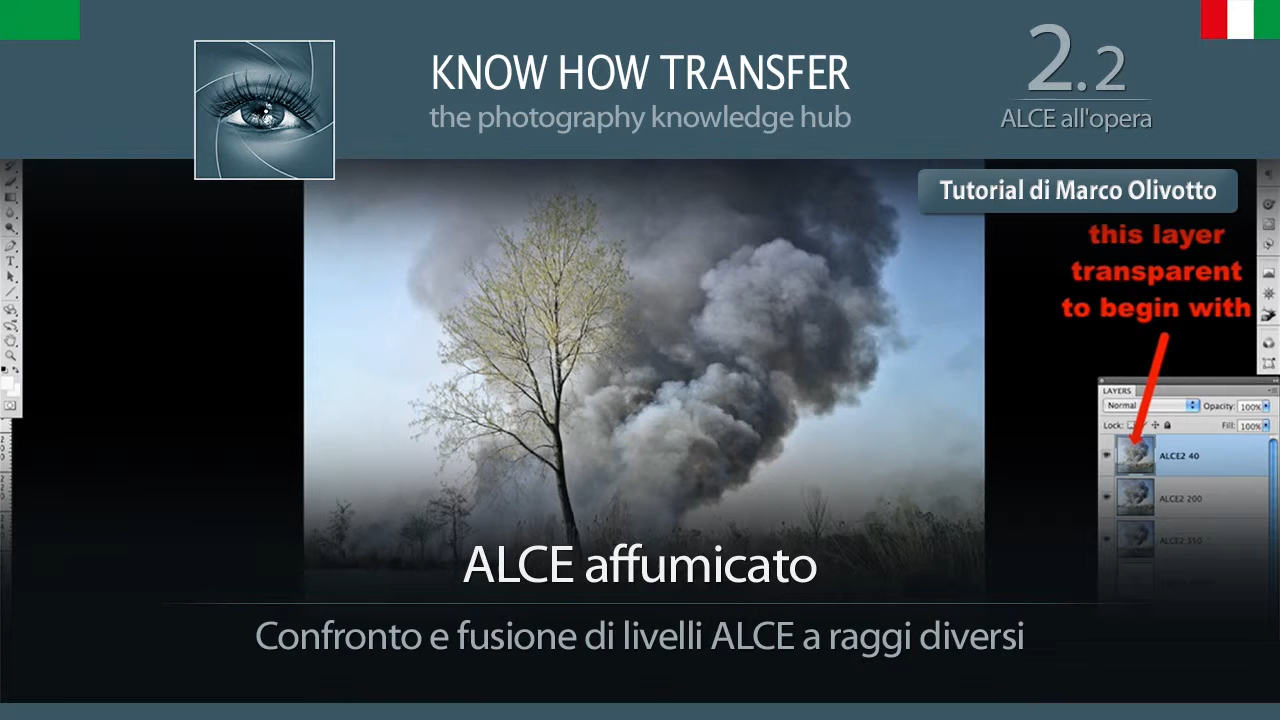 KNOW HOW TRANSFER
the photography knowledge hub
2.2
ALCE all'opera
Tutorial di Marco Olivotto
this layer
transparent
to begin with
LAYERS
Normal
Opacity: 100%
Lock:
Fill: 100%
ALCE2 40
ALCE2 200
ALCE2 350
ALCE affumicato
Confronto e fusione di livelli ALCE a raggi diversi